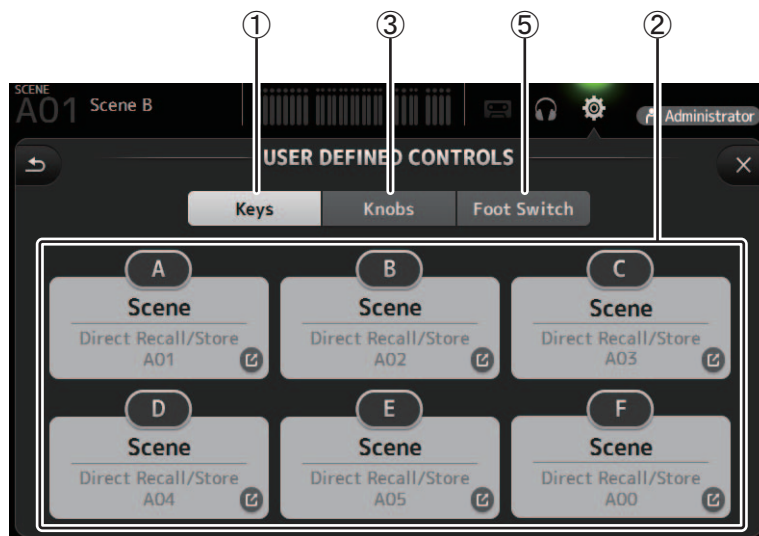 ① ③ ⑤ ②
SCENE
A01 Scene B
Administrator
USER DEFINED CONTROLS
Keys Knobs Foot Switch
A B C
Scene Scene Scene
Direct Recall/Store Direct Recall/Store Direct Recall/Store
A01 A02 A03
D E F
Scene Scene Scene
Direct Recall/Store Direct Recall/Store Direct Recall/Store
A04 A05 A00